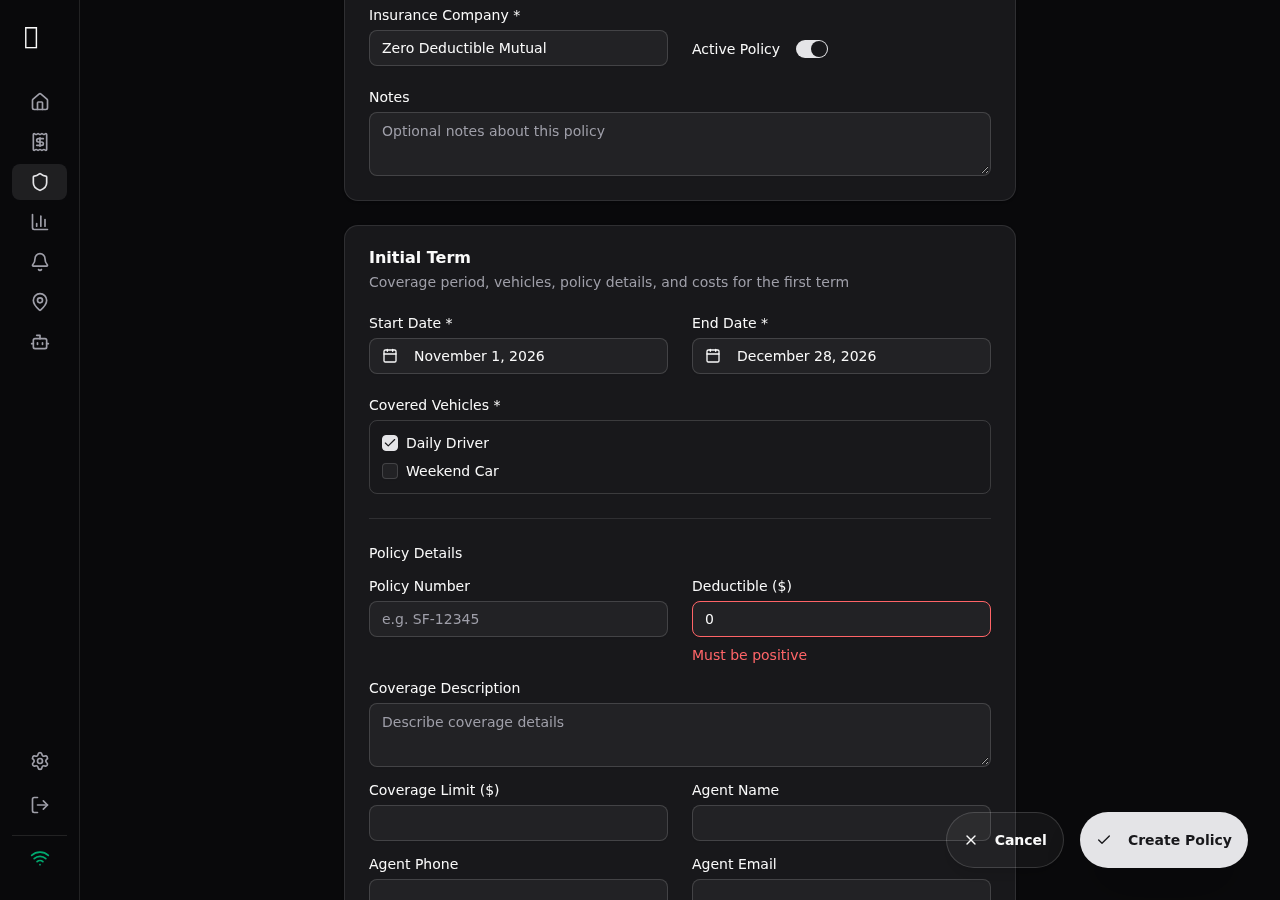 Insurance Company *
Zero Deductible Mutual
Active Policy
Notes
Optional notes about this policy
Initial Term
Coverage period, vehicles, policy details, and costs for the first term
Start Date *
End Date *
November 1, 2026
December 28, 2026
Covered Vehicles *
Daily Driver
Weekend Car
Policy Details
Policy Number
Deductible ($)
e.g. SF-12345
0
Must be positive
Coverage Description
Describe coverage details
Coverage Limit ($)
Agent Name
Cancel
Create Policy
Agent Phone
Agent Email